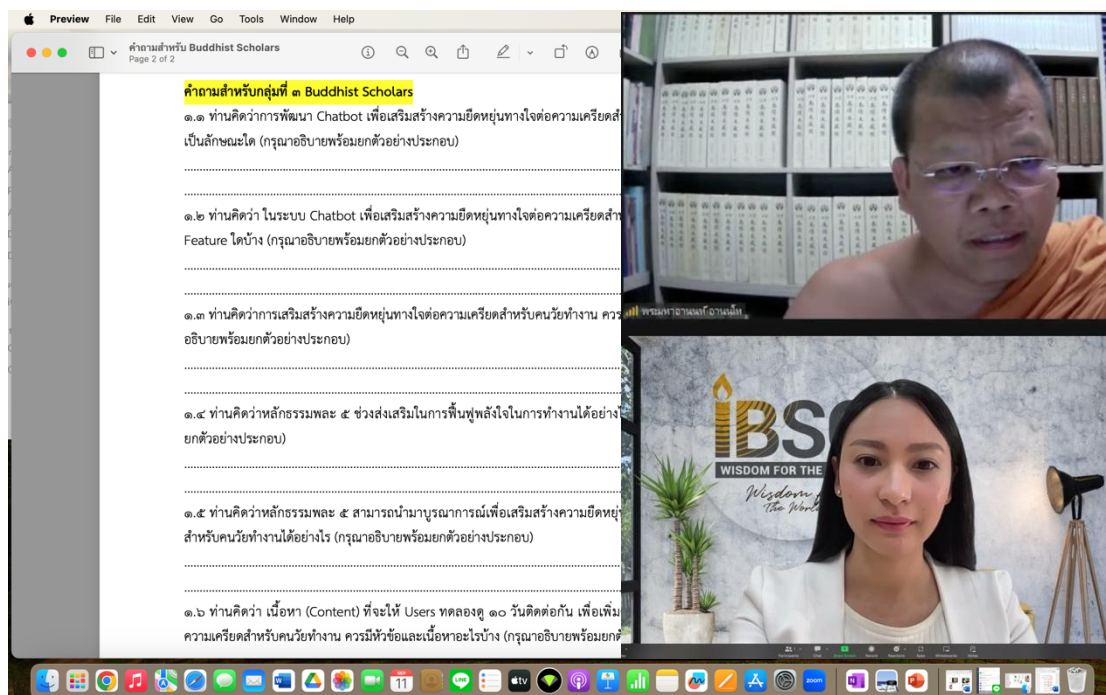 Preview File Edit View Go Tools Window Help
คำถามสำหรับ Buddhist Scholars
Page 2 of 2
คำถามสำหรับกลุ่มที่ ๓ Buddhist Scholars
๑.๑ ท่านคิดว่าการพัฒนา Chatbot เพื่อเสริมสร้างความยืดหยุ่นทางใจต่อความเครียดสำ
เป็นลักษณะใด (กรุณาอธิบายพร้อมยกตัวอย่างประกอบ)
๑.๒ ท่านคิดว่า ในระบบ Chatbot เพื่อเสริมสร้างความยืดหยุ่นทางใจต่อความเครียดสำ
Feature ใดบ้าง (กรุณาอธิบายพร้อมยกตัวอย่างประกอบ)
๑.๓ ท่านคิดว่าการเสริมสร้างความยืดหยุ่นทางใจต่อความเครียดสำหรับคนวัยทำงาน ควร
อธิบายพร้อมยกตัวอย่างประกอบ)
๑.๔ ท่านคิดว่าหลักธรรมพละ ๕ ช่วงส่งเสริมในการฟื้นฟูพลังใจในการทำงานได้อย่าง
ยกตัวอย่างประกอบ)
๑.๕ ท่านคิดว่าหลักธรรมพละ ๕ สามารถนำมาบูรณาการณ์เพื่อเสริมสร้างความยืดหยุ่
สำหรับคนวัยทำงานได้อย่างไร (กรุณาอธิบายพร้อมยกตัวอย่างประกอบ)
๑.๖ ท่านคิดว่า เนื้อหา (Content) ที่จะให้ Users ทดลองดู ๑๐ วันติดต่อกัน เพื่อเพิ่ม
ความเครียดสำหรับคนวัยทำงาน ควรมีหัวข้อและเนื้อหาอะไรบ้าง (กรุณาอธิบายพร้อมยกตั
พระมหาอานนท์ อานนฺโท
IBSC
WISDOM FOR THE
Wisdom
The World
SEP
11
tv
zoom